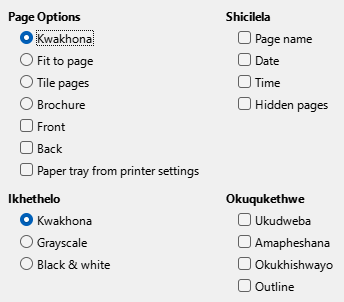 Page Options
Kwakhona
Fit to page
Tile pages
Brochure
Front
Back
Paper tray from printer settings
Shicilela
Page name
Date
Time
Hidden pages
Ikhethelo
Kwakhona
Grayscale
Black & white
Okuqukethwe
Ukudweba
Amapheshana
Okukhishwayo
Outline